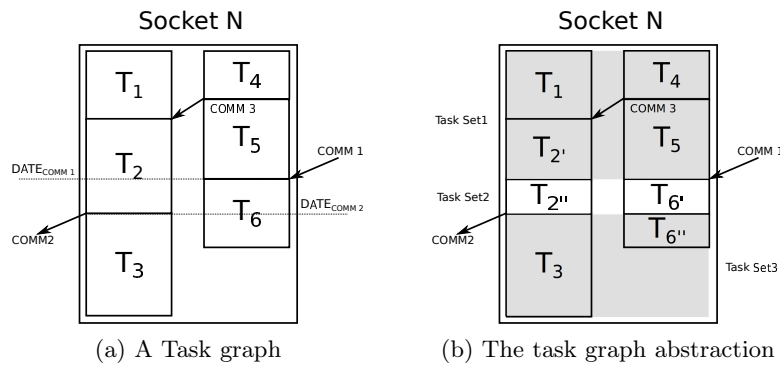 Socket N
T1
T4
COMM 3
T5
COMM 1
T2
DATECOMM 1
T6
DATECOMM 2
COMM2
T3
(a) A Task graph
Socket N
T1
T4
COMM 3
Task Set1
T5
T2'
COMM 1
Task Set2
T2"
T6'
COMM2
T6"
T3
Task Set3
(b) The task graph abstraction